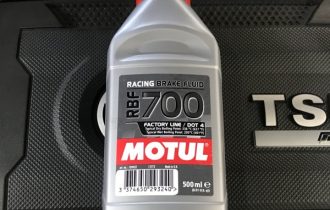 RACING BRAKE FLUID
RBF 700
FACTORY LINE / DOT 4
MOTUL
500 ml e
3 374650 293240 >
TS